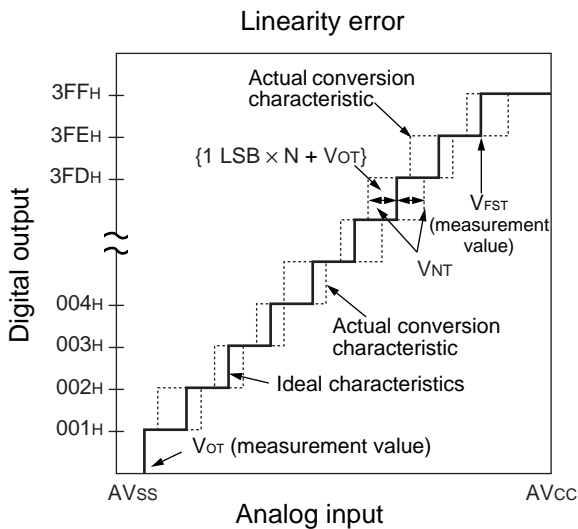 Linearity error
Actual conversion
characteristic
3FFH
3FEH
{1 LSB × N + VOT}
3FDH
VFST
(measurement
value)
VNT
Digital output
004H
Actual conversion
characteristic
003H
Ideal characteristics
002H
001H
VOT (measurement value)
AVSS
AVCC
Analog input